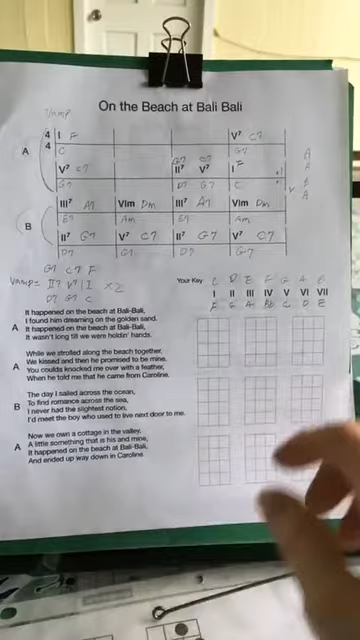 On the Beach at Bali Bali
Vamp
4 I F V7 C7
4 C G7
A V7 C7 G7 II7 C7 V7 I F
G7 D7 G7 C
III7 A7 VIm Dm III7 A7 VIm Dm
B E7 Am E7 Am
II7 G7 V7 C7 II7 G7 V7 C7
D7 G7 D7 G7
A
A
B
A
G7 C7 F
Vamp = II7 V7 I X2
D7 G7 C
Your Key C D E F G A B
I II III IV V VI VII
F G A Bb C D E
It happened on the beach at Bali-Bali,
I found him dreaming on the golden sand.
A It happened on the beach at Bali-Bali,
It wasn't long till we were holdin' hands.
While we strolled along the beach together,
We kissed and then he promised to be mine.
A You coulda knocked me over with a feather,
When he told me that he came from Caroline.
The day I sailed across the ocean,
B To find romance across the sea,
I never had the slightest notion,
I'd meet the boy who used to live next door to me.
Now we own a cottage in the valley,
A A little something that is his and mine,
It happened on the beach at Bali-Bali,
And ended up way down in Caroline.